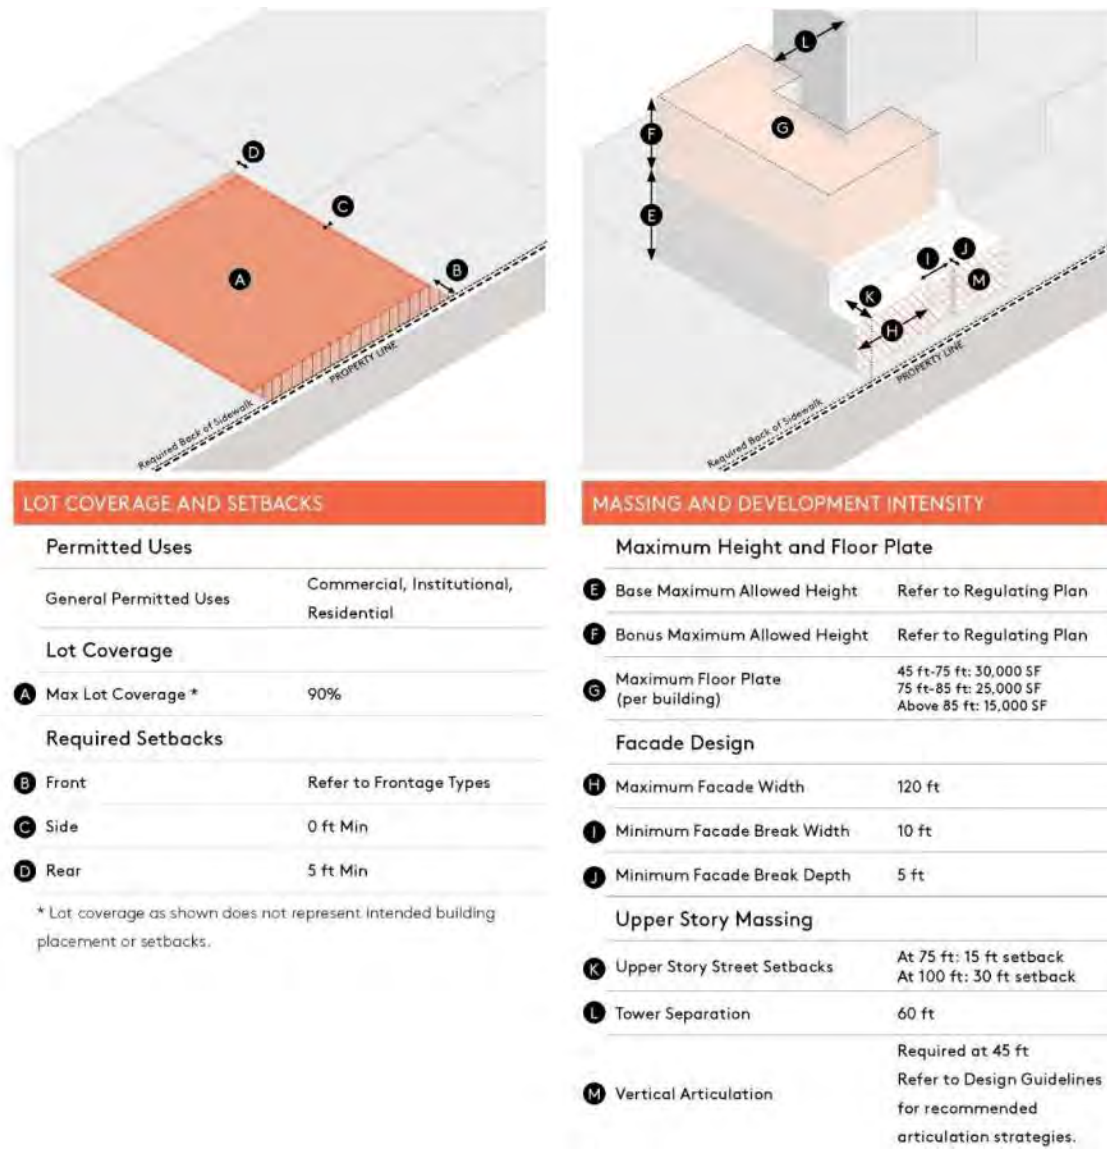 D
C
B
A
PROPERTY LINE
Required Back of Sidewalk
L
G
F
E
J
I
M
K
H
PROPERTY LINE
Required Back of Sidewalk
LOT COVERAGE AND SETBACKS
Permitted Uses
General Permitted Uses Commercial, Institutional,
Residential
Lot Coverage
A Max Lot Coverage * 90%
Required Setbacks
B Front Refer to Frontage Types
C Side 0 ft Min
D Rear 5 ft Min
* Lot coverage as shown does not represent intended building
placement or setbacks.
MASSING AND DEVELOPMENT INTENSITY
Maximum Height and Floor Plate
E Base Maximum Allowed Height Refer to Regulating Plan
F Bonus Maximum Allowed Height Refer to Regulating Plan
G Maximum Floor Plate
(per building)
45 ft-75 ft: 30,000 SF
75 ft-85 ft: 25,000 SF
Above 85 ft: 15,000 SF
Facade Design
H Maximum Facade Width 120 ft
I Minimum Facade Break Width 10 ft
J Minimum Facade Break Depth 5 ft
Upper Story Massing
K Upper Story Street Setbacks
At 75 ft: 15 ft setback
At 100 ft: 30 ft setback
L Tower Separation 60 ft
M Vertical Articulation
Required at 45 ft
Refer to Design Guidelines
for recommended
articulation strategies.